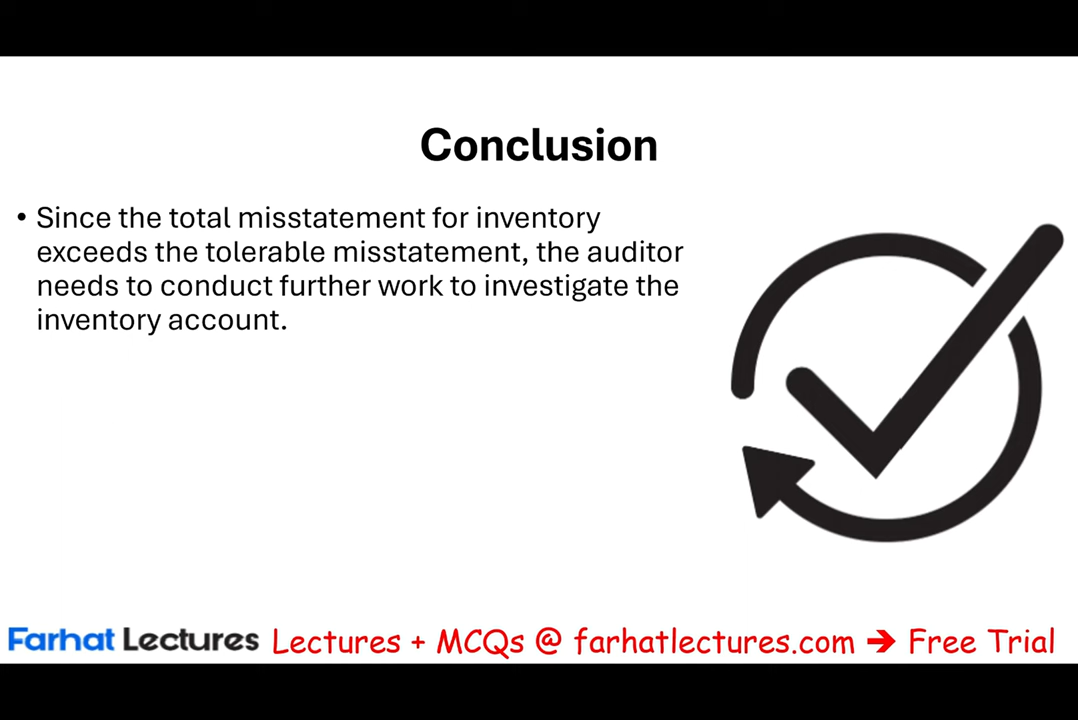 Conclusion
• Since the total misstatement for inventory
exceeds the tolerable misstatement, the auditor
needs to conduct further work to investigate the
inventory account.
Farhat Lectures Lectures + MCQs @ farhatlectures.com ➔ Free Trial